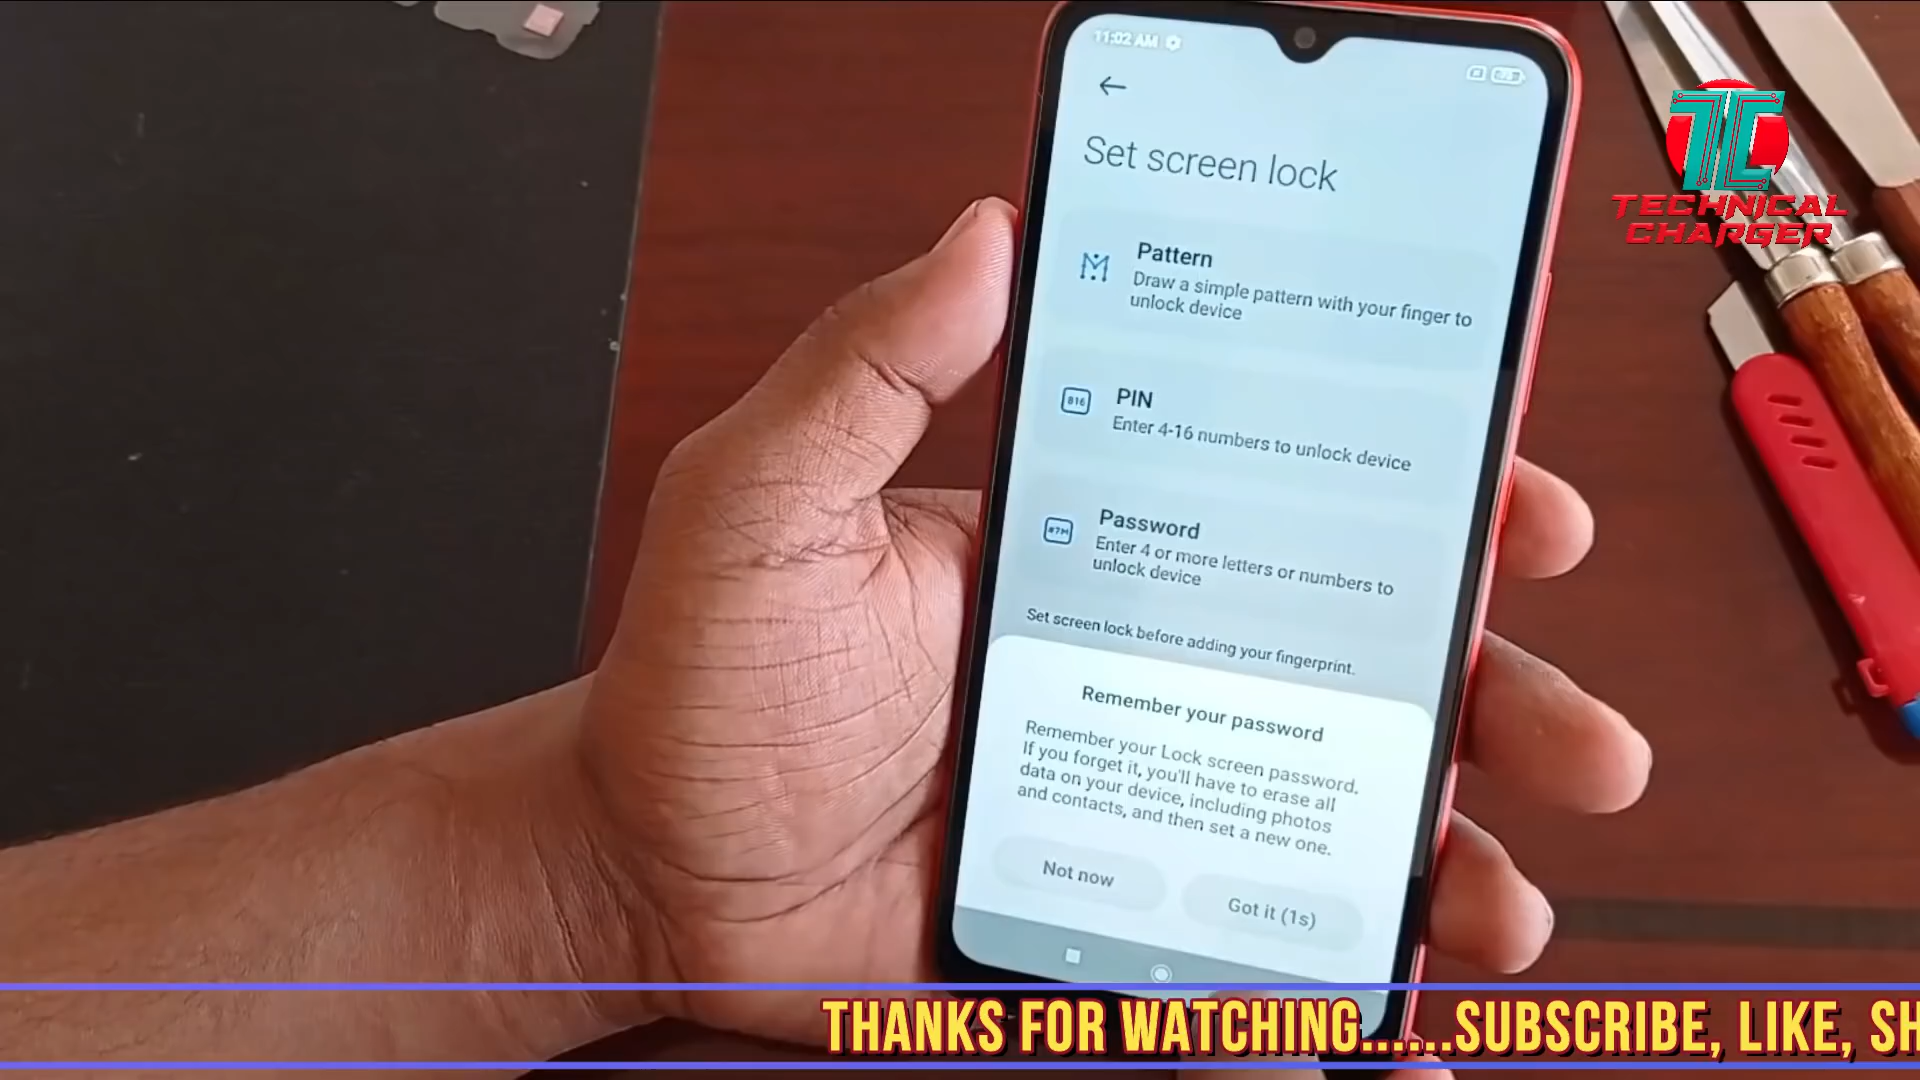 11:02 AM
Set screen lock
Pattern
Draw a simple pattern with your finger to
unlock device
PIN
816
Enter 4-16 numbers to unlock device
Password
Enter 4 or more letters or numbers to
unlock device
Set screen lock before adding your fingerprint.
Remember your password
Remember your Lock screen password.
If you forget it, you'll have to erase all
data on your device, including photos
and contacts, and then set a new one.
Not now
Got it (1s)
TC
TECHNICAL
CHARGER
THANKS FOR WATCHING......SUBSCRIBE, LIKE, SH